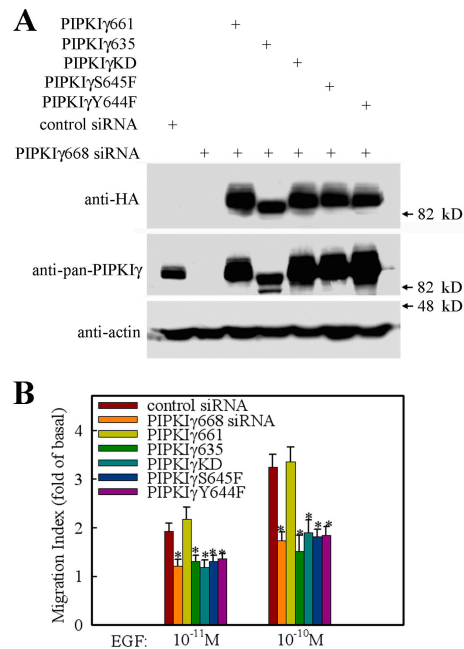 A
PIPKIγ661 +
PIPKIγ635 +
PIPKIγKD +
PIPKIγS645F +
PIPKIγY644F +
control siRNA +
PIPKIγ668 siRNA + + + + + +
anti-HA
← 82 kD
anti-pan-PIPKIγ
← 82 kD
← 48 kD
anti-actin
B
Migration Index (fold of basal)
4
3
2
1
0
control siRNA
PIPKIγ668 siRNA
PIPKIγ661
PIPKIγ635
PIPKIγKD
PIPKIγS645F
PIPKIγY644F
* * * * *
* * * * *
EGF: 10⁻¹¹M 10⁻¹⁰M